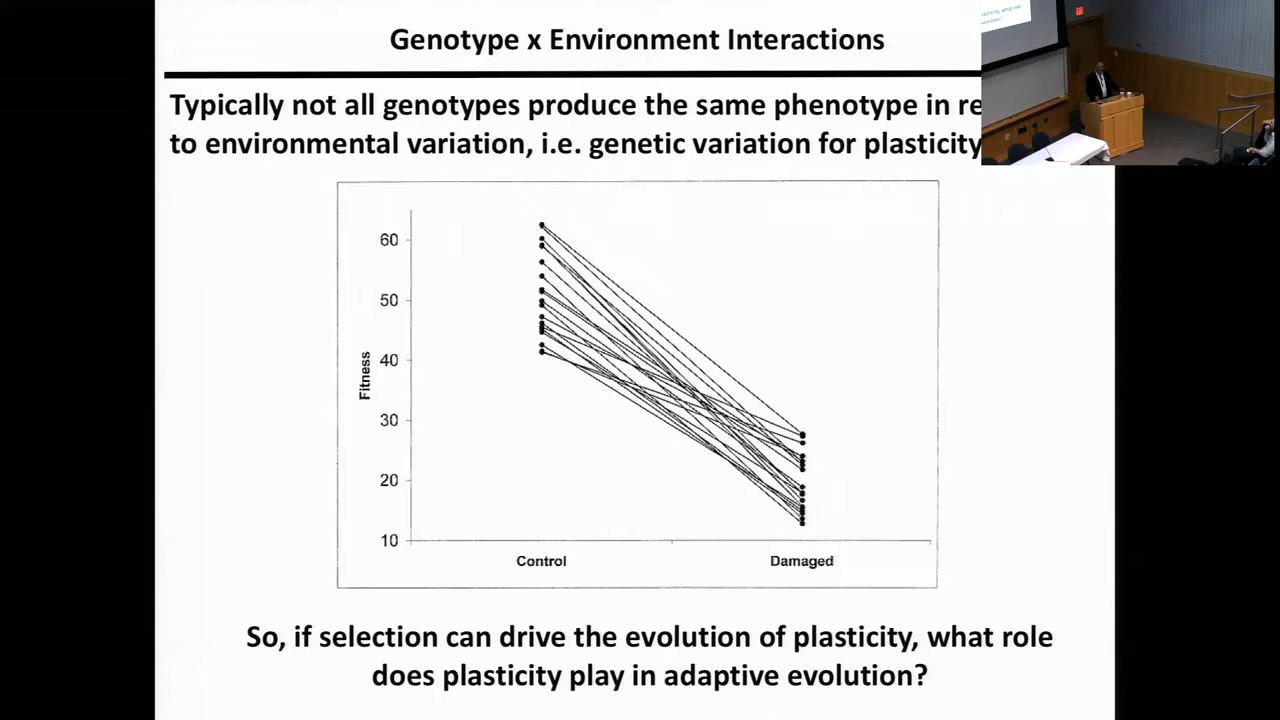 Genotype x Environment Interactions
Typically not all genotypes produce the same phenotype in re
to environmental variation, i.e. genetic variation for plasticity
60
50
40
30
20
10
Fitness
Control
Damaged
So, if selection can drive the evolution of plasticity, what role
does plasticity play in adaptive evolution?